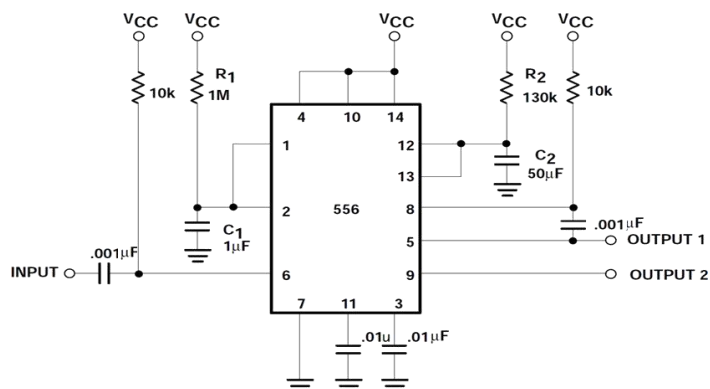 VCC VCC VCC VCC VCC
10k R1 1M R2 130k 10k
4 10 14
1 12
C2 50µF
13
2 556 8
C1 1µF .001µF
5 OUTPUT 1
.001µF
INPUT 6 9 OUTPUT 2
7 11 3
.01u .01µF